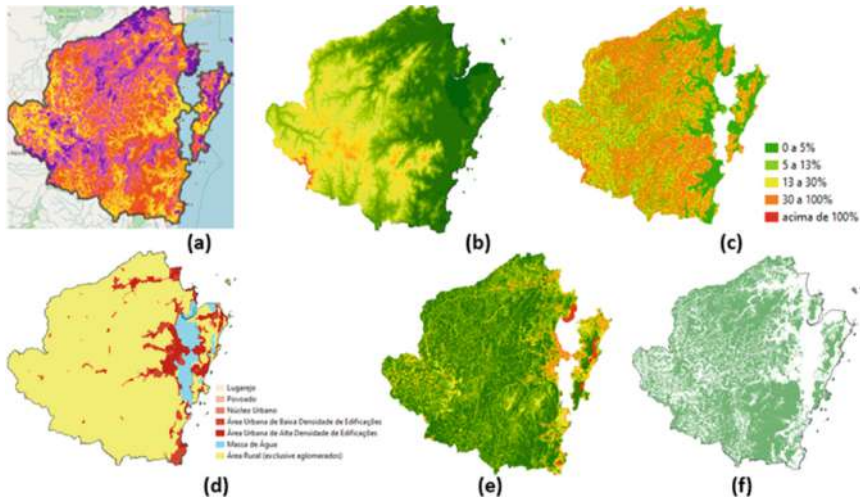 (a)
(b)
(c)
0 a 5%
5 a 13%
13 a 30%
30 a 100%
acima de 100%
(d)
Lugarejo
Povoado
Núcleo Urbano
Área Urbana de Baixa Densidade de Edificações
Área Urbana de Alta Densidade de Edificações
Massa de Água
Área Rural (exclusive aglomerados)
(e)
(f)